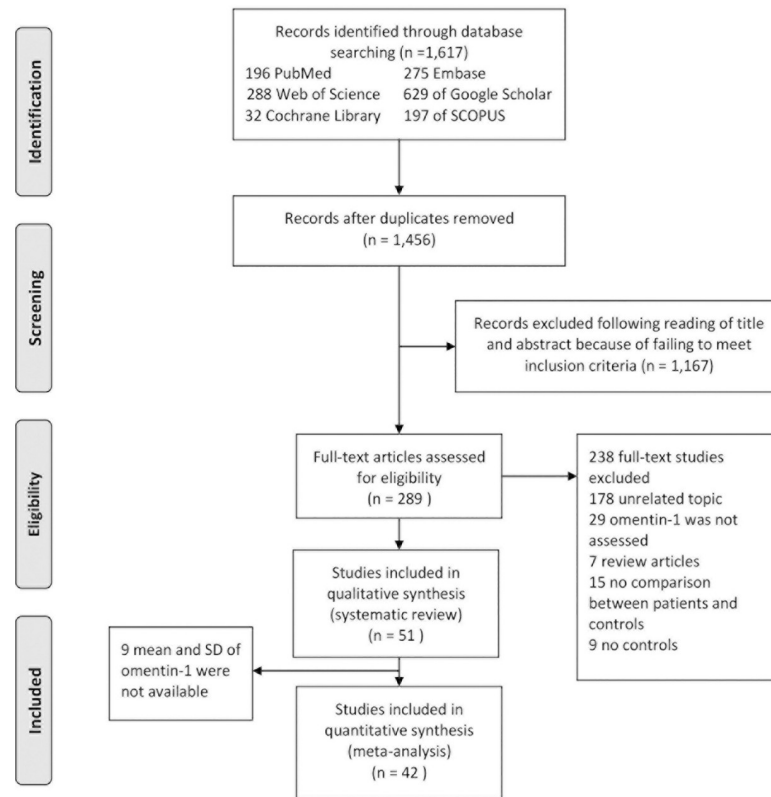 Identification
Records identified through database
searching (n =1,617)
196 PubMed 275 Embase
288 Web of Science 629 of Google Scholar
32 Cochrane Library 197 of SCOPUS
Screening
Records after duplicates removed
(n = 1,456)
Records excluded following reading of title
and abstract because of failing to meet
inclusion criteria (n = 1,167)
Eligibility
Full-text articles assessed
for eligibility
(n = 289 )
238 full-text studies
excluded
178 unrelated topic
29 omentin-1 was not
assessed
7 review articles
15 no comparison
between patients and
controls
9 no controls
Studies included in
qualitative synthesis
(systematic review)
(n = 51 )
Included
9 mean and SD of
omentin-1 were
not available
Studies included in
quantitative synthesis
(meta-analysis)
(n = 42 )